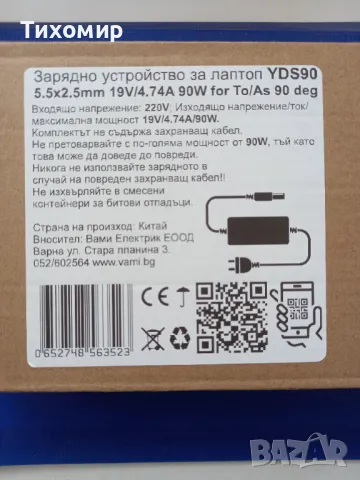 Тихомир
Зарядно устройство за лаптоп YDS90
5.5x2.5mm 19V/4.74A 90W for To/As 90 deg
Входящо напрежение: 220V; Изходящо напрежение/ток/
максимална мощност 19V/4.74A/90W.
Комплектът не съдържа захранващ кабел.
Не претоварвайте с по-голяма мощност от 90W, тъй като
това може да доведе до повреди.
Никога не използвайте зарядното в
случай на повреден захранващ кабел!!
Не изхвърляйте в смесени
контейнери за битови отпадъци.
Страна на произход: Китай
Вносител: Вами Електрик ЕООД
Варна ул. Стара планина 3.
052/602564 www.vami.bg
0 652748 563523
BAZAR